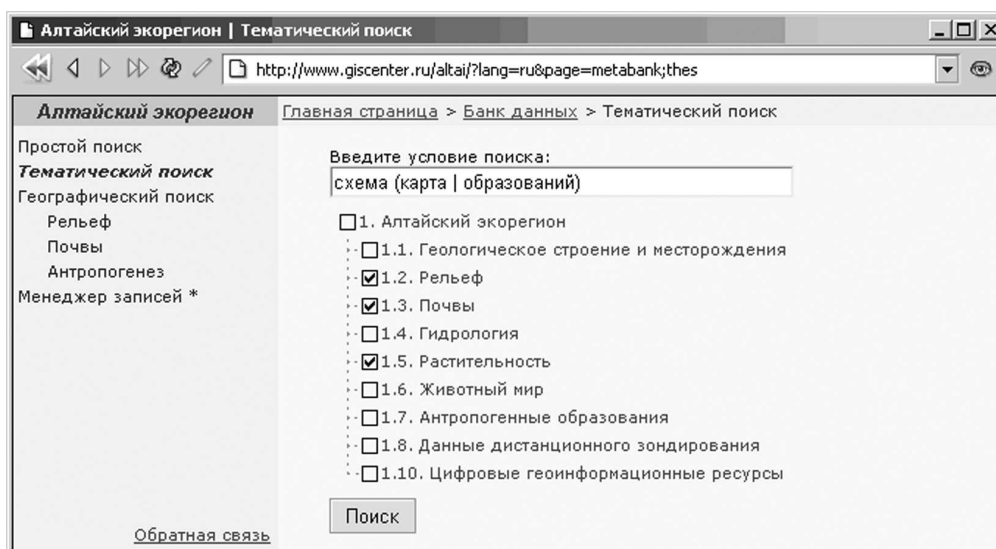 Алтайский экорегион | Тематический поиск
http://www.giscenter.ru/altai/?lang=ru&page=metabank;thes
Алтайский экорегион
Главная страница > Банк данных > Тематический поиск
Простой поиск
Тематический поиск
Географический поиск
Рельеф
Почвы
Антропогенез
Менеджер записей *
Обратная связь
Введите условие поиска:
схема (карта | образований)
1. Алтайский экорегион
1.1. Геологическое строение и месторождения
1.2. Рельеф
1.3. Почвы
1.4. Гидрология
1.5. Растительность
1.6. Животный мир
1.7. Антропогенные образования
1.8. Данные дистанционного зондирования
1.10. Цифровые геоинформационные ресурсы
Поиск